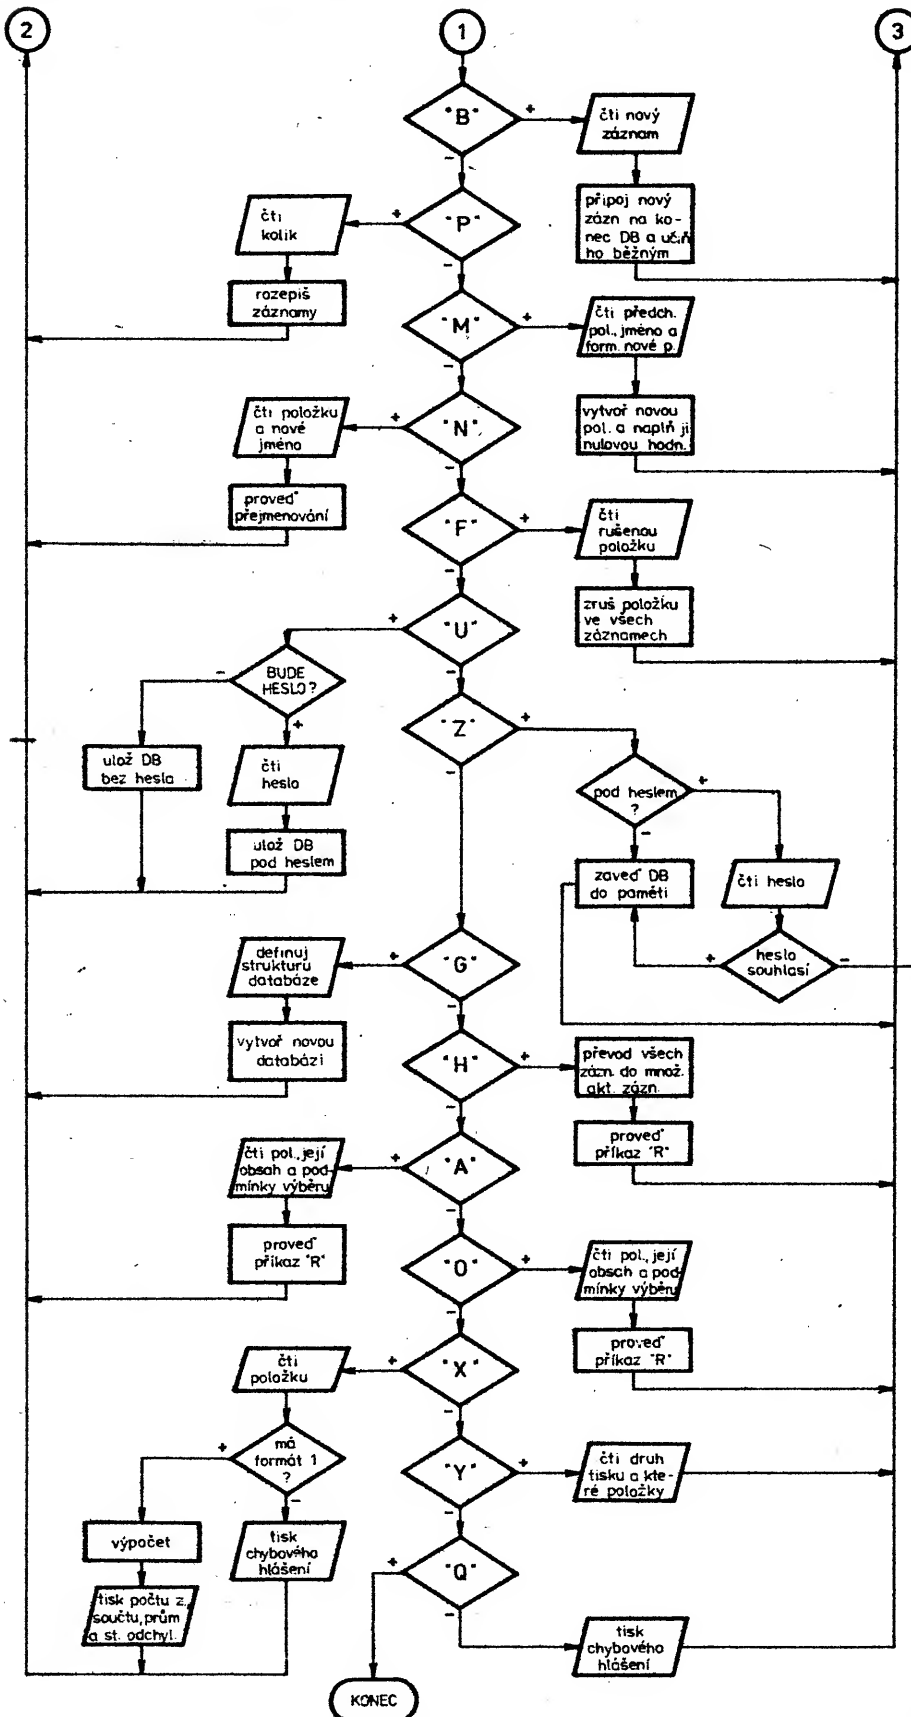 2
1
3
"B"
+
-
čti nový
záznam
připoj nový
zázn na ko-
nec DB a učiň
ho běžným
"P"
+
-
čti
kolik
rozepiš
záznamy
"M"
+
-
čti předch.
pol., jméno a
form. nové p.
vytvoř novou
pol. a naplň ji
nulovou hodn.
"N"
+
-
čti položku
a nové
jméno
proveď
přejmenování
"F"
+
-
čti
rušenou
položku
zruš položku
ve všech
záznamech
"U"
+
-
BUDE
HESLO?
-
+
ulož DB
bez hesla
čti
heslo
ulož DB
pod heslem
"Z"
+
-
pod heslem
?
+
-
zaveď DB
do paměti
čti heslo
heslo
souhlasí
+
-
"G"
+
-
definuj
strukturu
databáze
vytvoř novou
databázi
"H"
+
-
převod všech
zázn. do množ.
akt. zázn.
proveď
příkaz "R"
"A"
+
-
čti pol., její
obsah a pod-
mínky výběru
proveď
příkaz "R"
"O"
+
-
čti pol., její
obsah a pod-
mínky výběru
proveď
příkaz "R"
"X"
+
-
čti
položku
má
formát 1
?
+
-
výpočet
tisk počtu z.
součtu, prům
a st. odchyl.
tisk
chybového
hlášení
"Y"
+
-
čti druh
tisku a kte-
ré položky
"Q"
+
-
tisk
chybového
hlášení
KONEC